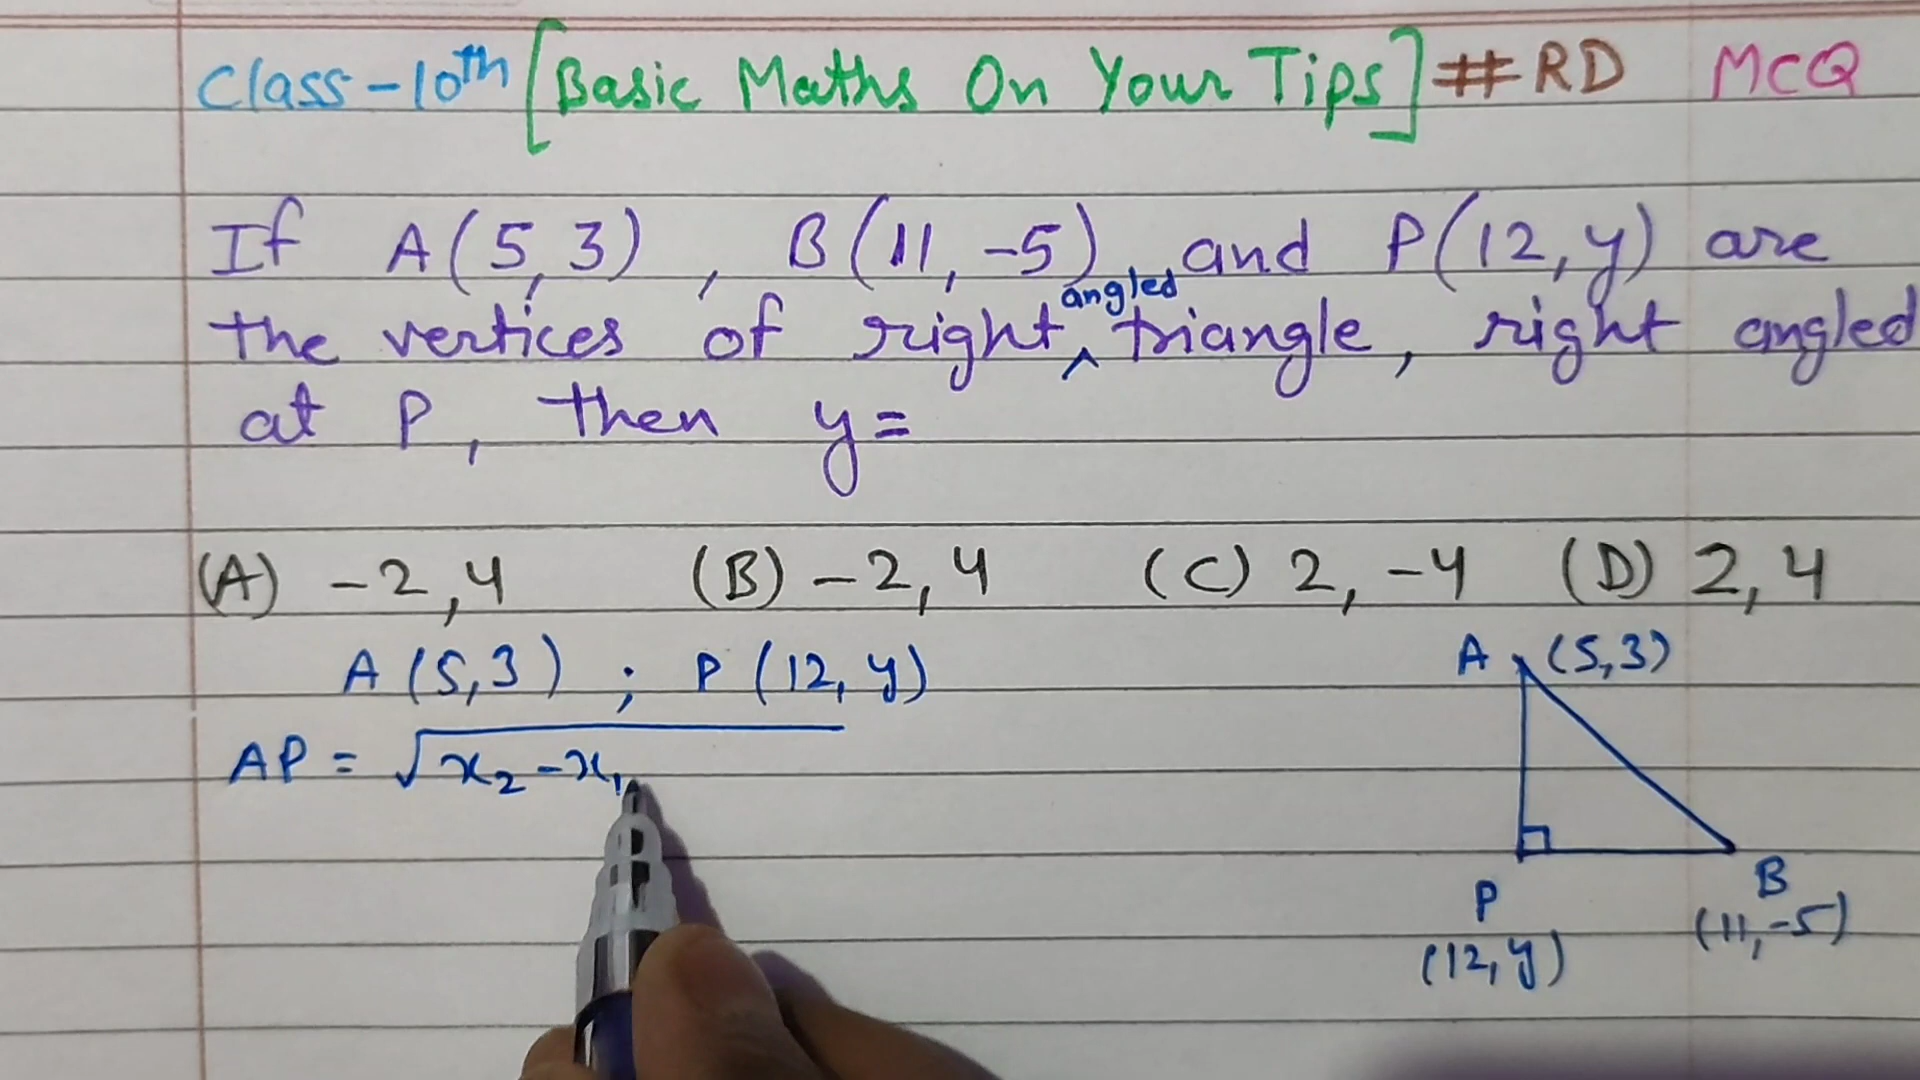 Class-10th [Basic Maths On Your Tips] #RD MCQ
If A(5,3), B(11,-5) and P(12,y) are
the vertices of right ^ angled triangle, right angled
at P, then y=
(A) -2,4 (B) -2,4 (C) 2,-4 (D) 2,4
A(5,3) ; P(12,y)
AP = √x₂-x₁
A (5,3)
P
(12,y)
B
(11,-5)